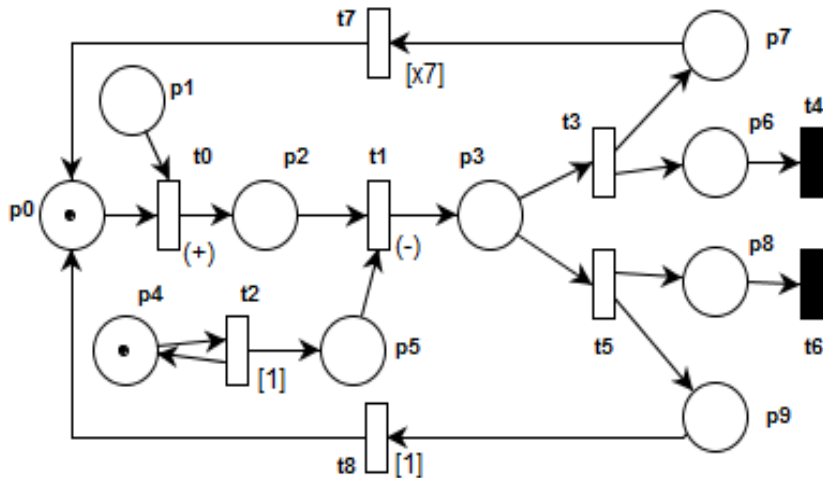 t7
p7
[x7]
p1
t3
p6
t4
t0
p2
t1
p3
p0
(+)
(-)
p8
p4
t2
p5
t5
t6
[1]
p9
t8
[1]